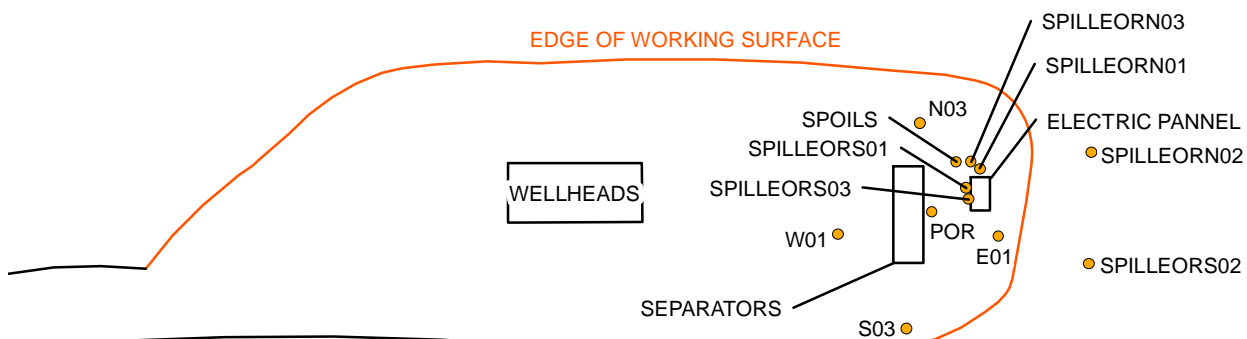 SPILLEORN03
EDGE OF WORKING SURFACE
SPILLEORN01
N03
SPOILS
ELECTRIC PANNEL
SPILLEORS01
SPILLEORN02
SPILLEORS03
WELLHEADS
POR
W01
E01
SPILLEORS02
SEPARATORS
S03